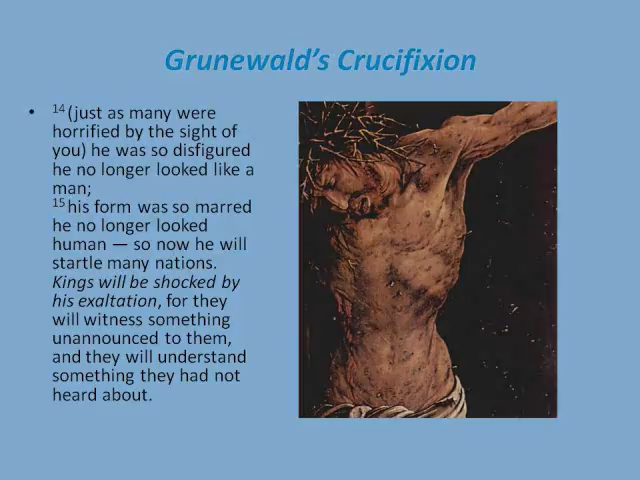 Grunewald's Crucifixion
• 14 (just as many were
horrified by the sight of
you) he was so disfigured
he no longer looked like a
man;
15 his form was so marred
he no longer looked
human — so now he will
startle many nations.
Kings will be shocked by
his exaltation, for they
will witness something
unannounced to them,
and they will understand
something they had not
heard about.